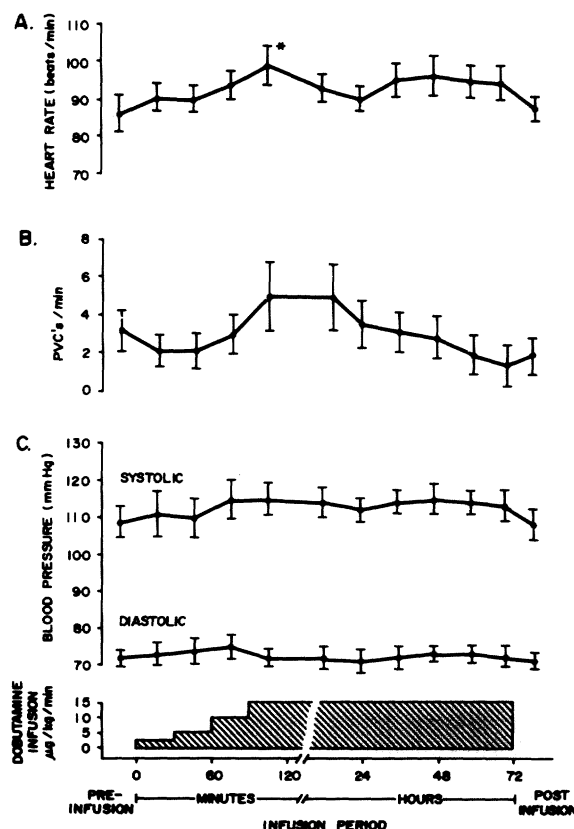 A.
HEART RATE (beats/min)
110
100
90
80
70
*
B.
PVC's/min
8
6
4
2
0
C.
BLOOD PRESSURE (mm Hg)
130
120
110
100
90
80
70
SYSTOLIC
DIASTOLIC
DOBUTAMINE
INFUSION
µg/kg/min
15
10
5
0
0 60 120 24 48 72
PRE-
INFUSION
MINUTES
HOURS
POST
INFUSION
INFUSION PERIOD